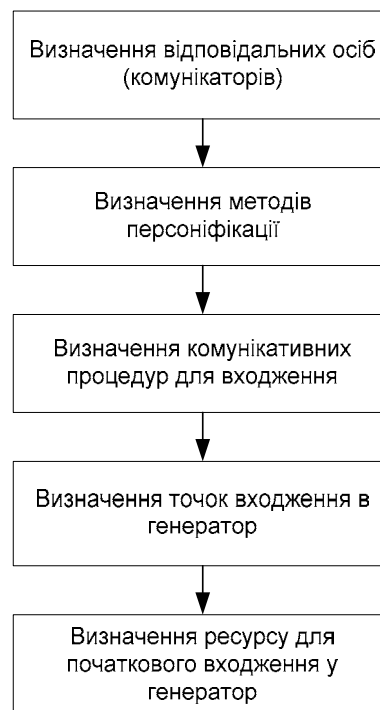 Визначення відповідальних осіб
(комунікаторів)
Визначення методів
персоніфікації
Визначення комунікативних
процедур для входження
Визначення точок входження в
генератор
Визначення ресурсу для
початкового входження у
генератор